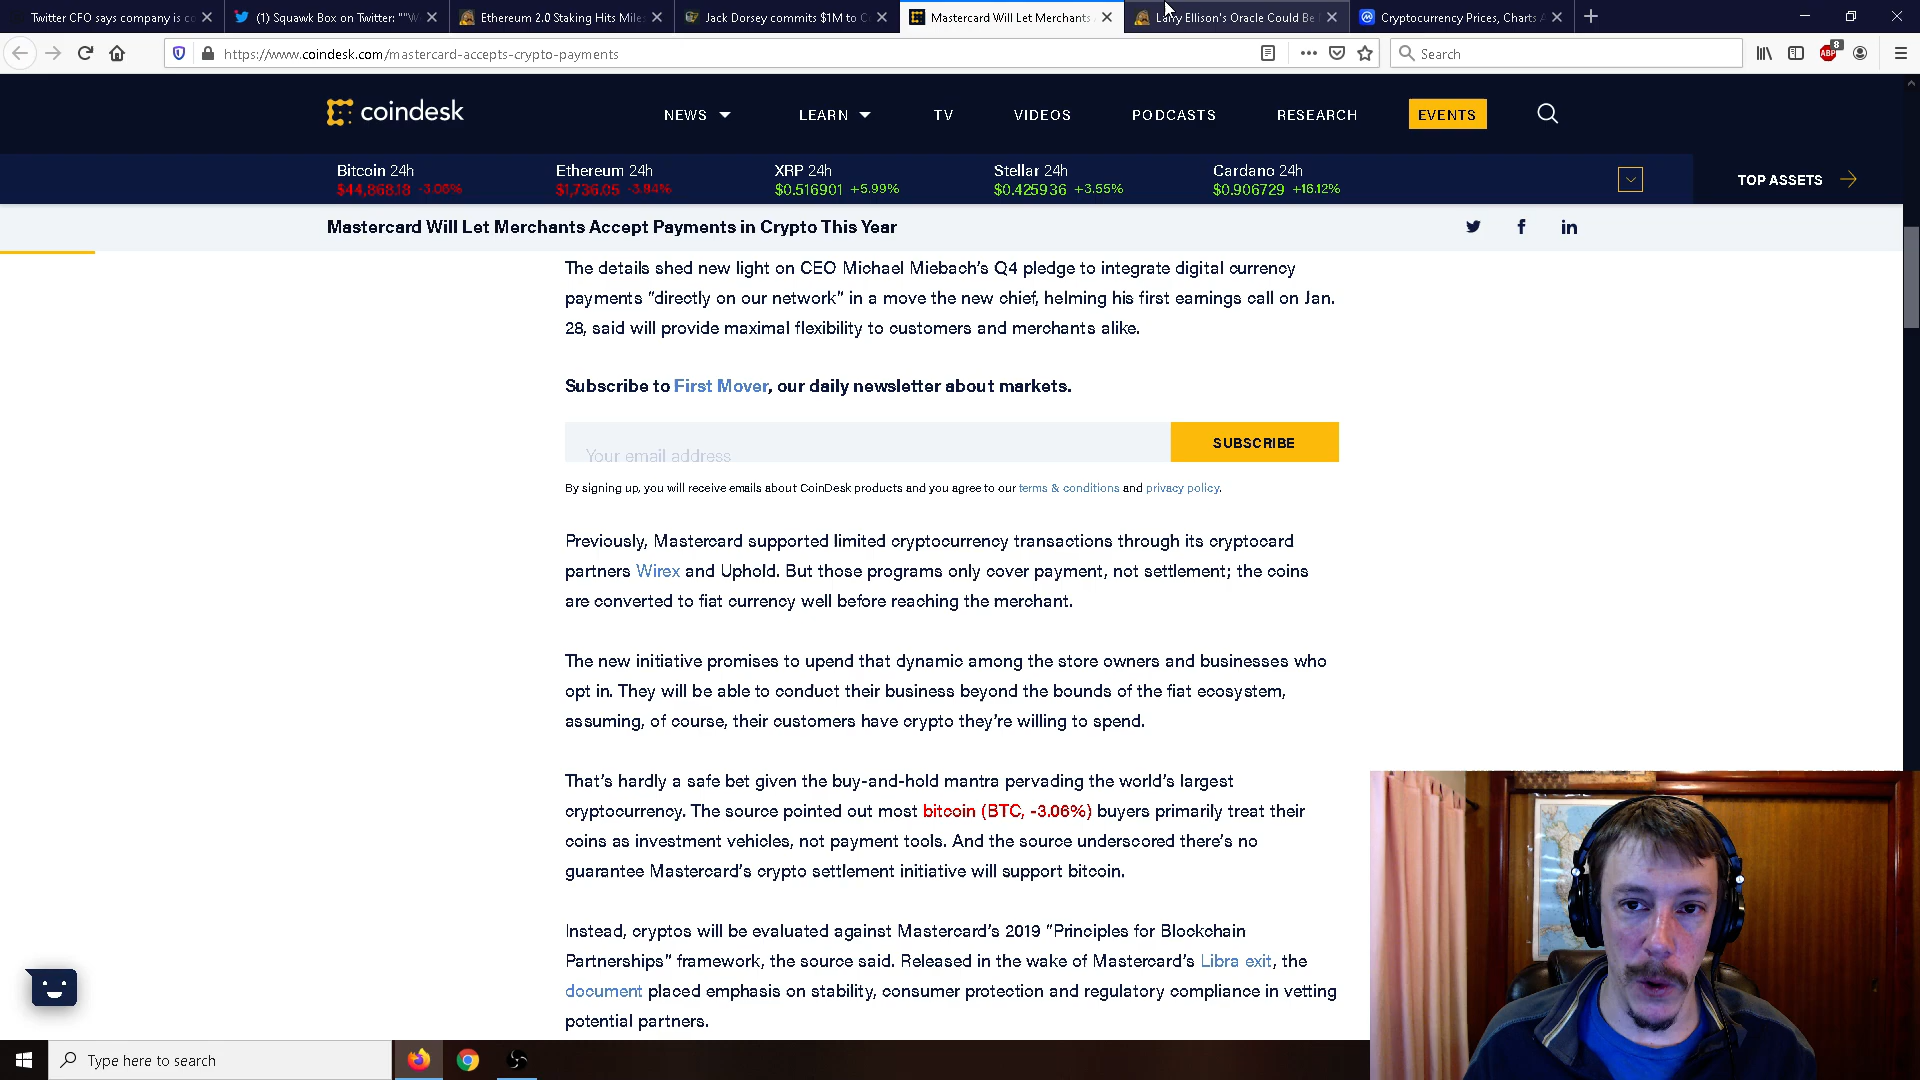 Twitter CFO says company is cc
(1) Squawk Box on Twitter: ""W
Ethereum 2.0 Staking Hits Mile
Jack Dorsey commits $1M to C
Mastercard Will Let Merchants
Larry Ellison's Oracle Could Be
Cryptocurrency Prices, Charts A
https://www.coindesk.com/mastercard-accepts-crypto-payments
Search
ABP
8
coindesk
NEWS
LEARN
TV
VIDEOS
PODCASTS
RESEARCH
EVENTS
Bitcoin 24h
$44,868.18 -3.06%
Ethereum 24h
$1,736.05 -3.84%
XRP 24h
$0.516901 +5.99%
Stellar 24h
$0.425936 +3.55%
Cardano 24h
$0.906729 +16.12%
TOP ASSETS
Mastercard Will Let Merchants Accept Payments in Crypto This Year
The details shed new light on CEO Michael Miebach's Q4 pledge to integrate digital currency
payments “directly on our network” in a move the new chief, helming his first earnings call on Jan.
28, said will provide maximal flexibility to customers and merchants alike.
Subscribe to First Mover, our daily newsletter about markets.
Your email address
SUBSCRIBE
By signing up, you will receive emails about CoinDesk products and you agree to our terms & conditions and privacy policy.
Previously, Mastercard supported limited cryptocurrency transactions through its cryptocard
partners Wirex and Uphold. But those programs only cover payment, not settlement; the coins
are converted to fiat currency well before reaching the merchant.
The new initiative promises to upend that dynamic among the store owners and businesses who
opt in. They will be able to conduct their business beyond the bounds of the fiat ecosystem,
assuming, of course, their customers have crypto they're willing to spend.
That's hardly a safe bet given the buy-and-hold mantra pervading the world's largest
cryptocurrency. The source pointed out most bitcoin (BTC, -3.06%) buyers primarily treat their
coins as investment vehicles, not payment tools. And the source underscored there's no
guarantee Mastercard's crypto settlement initiative will support bitcoin.
Instead, cryptos will be evaluated against Mastercard's 2019 “Principles for Blockchain
Partnerships” framework, the source said. Released in the wake of Mastercard's Libra exit, the
document placed emphasis on stability, consumer protection and regulatory compliance in vetting
potential partners.
Type here to search